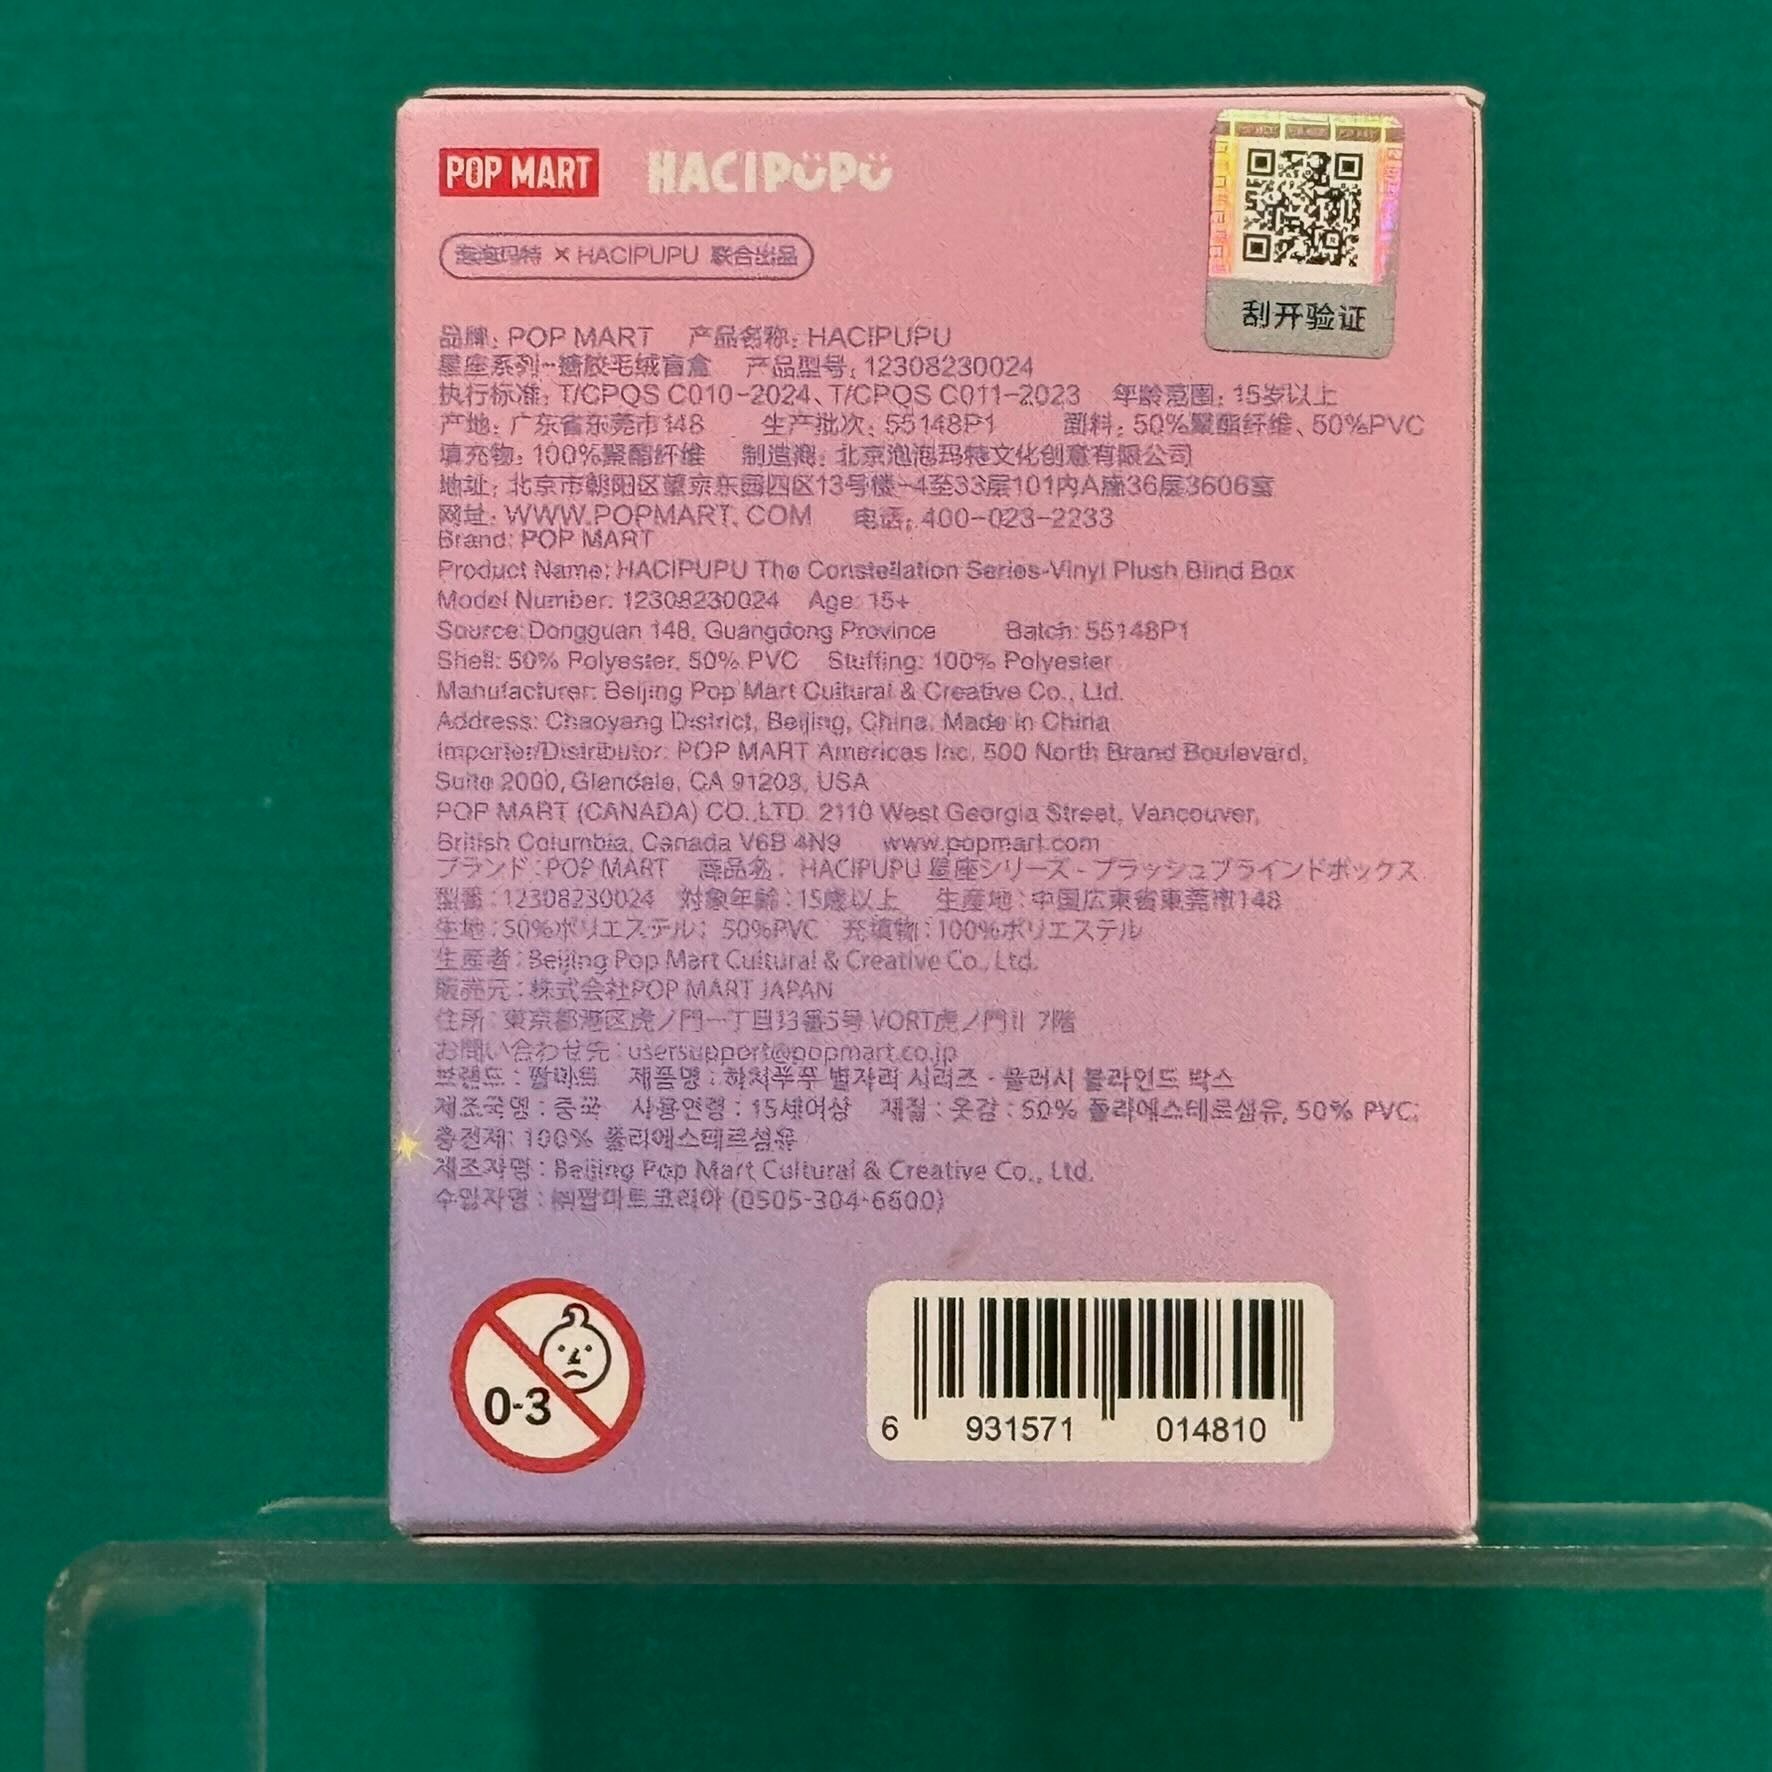 POP MART HACIPUPU
泡泡玛特 × HACIPUPU 联合出品
刮开验证
品牌: POP MART 产品名称: HACIPUPU
星座系列-搪胶毛绒盲盒 产品型号: 12308230024
执行标准: T/CPQS C010-2024、T/CPQS C011-2023 年龄范围: 15岁以上
产地: 广东省东莞市148 生产批次: 55148P1 面料: 50%聚酯纤维、50%PVC
填充物: 100%聚酯纤维 制造商: 北京泡泡玛特文化创意有限公司
地址: 北京市朝阳区望京东园四区13号楼-4至33层101内A座36层3606室
网址: WWW.POPMART.COM 电话: 400-023-2233
Brand: POP MART
Product Name: HACIPUPU The Constellation Series-Vinyl Plush Blind Box
Model Number: 12308230024 Age: 15+
Source: Dongguan 148, Guangdong Province Batch: 55148P1
Shell: 50% Polyester, 50% PVC Stuffing: 100% Polyester
Manufacturer: Beijing Pop Mart Cultural & Creative Co., Ltd.
Address: Chaoyang District, Beijing, China. Made in China
Importer/Distributor: POP MART Americas Inc. 500 North Brand Boulevard,
Suite 2000, Glendale, CA 91203, USA
POP MART (CANADA) CO.,LTD. 2110 West Georgia Street, Vancouver,
British Columbia, Canada V6B 4N9 www.popmart.com
ブランド:POP MART 商品名: HACIPUPU 星座シリーズ - プラッシュブラインドボックス
型番:12308230024 対象年齢:15歳以上 生産地:中国広東省東莞市148
生地:50%ポリエステル; 50%PVC 充填物:100%ポリエステル
生産者:Beijing Pop Mart Cultural & Creative Co., Ltd.
販売元:株式会社POP MART JAPAN
住所:東京都港区虎ノ門一丁目13番5号 VORT虎ノ門II 7階
お問い合わせ先:usersupport@popmart.co.jp
브랜드 : 팝마트 제품명 : 하치푸푸 별자리 시리즈 - 플러시 블라인드 박스
제조국명 : 중국 사용연령 : 15세이상 재질 : 옷감 : 50% 폴리에스테르섬유, 50% PVC;
충전재: 100% 폴리에스테르섬유
제조자명 : Beijing Pop Mart Cultural & Creative Co., Ltd.
수입자명 : ㈜팝마트코리아 (0505-304-6600)
0-3
6 931571 014810